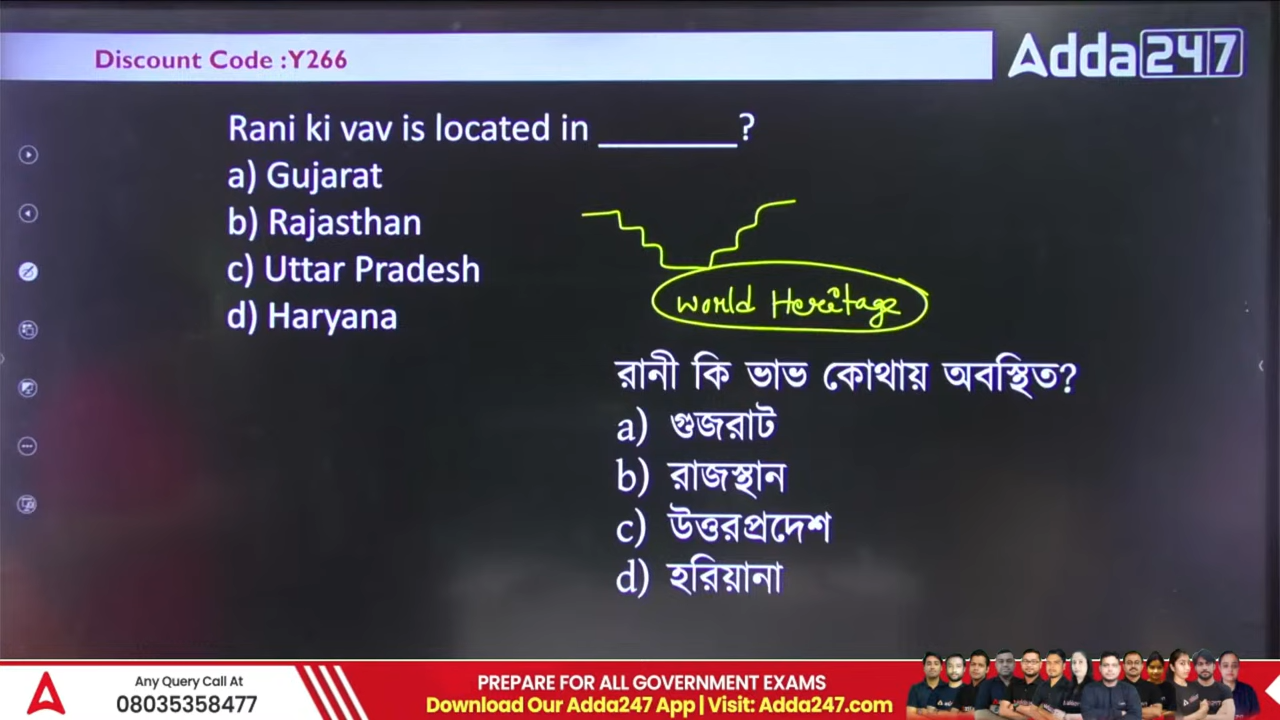 Discount Code :Y266
Adda247
Rani ki vav is located in ________?
a) Gujarat
b) Rajasthan
c) Uttar Pradesh
d) Haryana
World Heritage
রানী কি ভাভ কোথায় অবস্থিত?
a) গুজরাট
b) রাজস্থান
c) উত্তরপ্রদেশ
d) হরিয়ানা
Any Query Call At
08035358477
PREPARE FOR ALL GOVERNMENT EXAMS
Download Our Adda247 App | Visit: Adda247.com